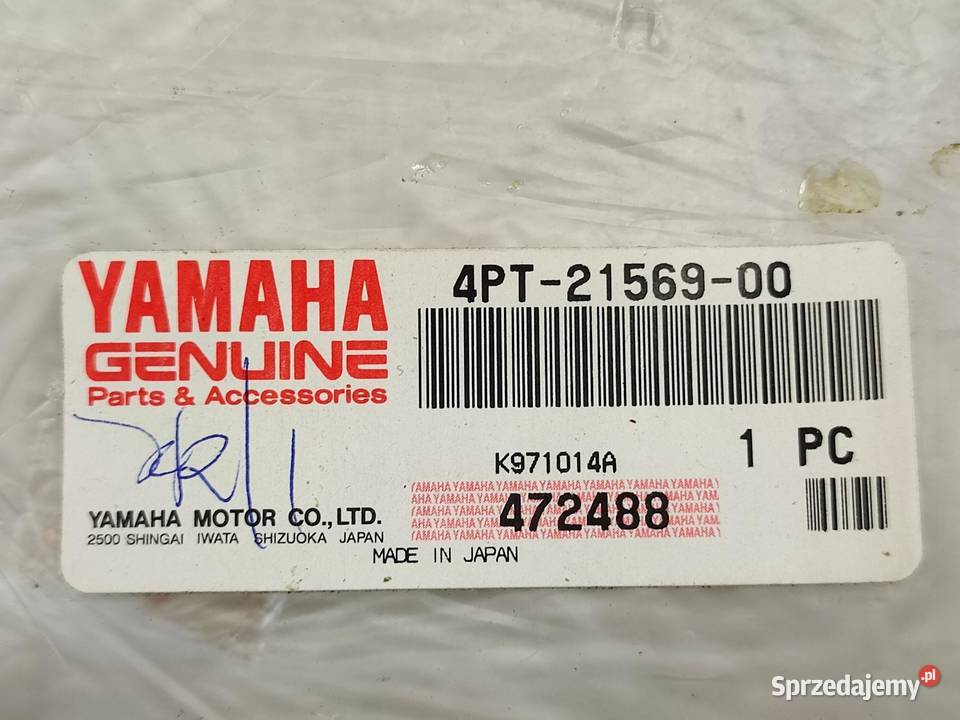 YAMAHA
GENUINE
Parts & Accessories
4PT-21569-00
1 PC
K971014A
472488
YAMAHA MOTOR CO.,LTD.
2500 SHINGAI IWATA SHIZUOKA JAPAN
MADE IN JAPAN
Sprzedajemy.pl